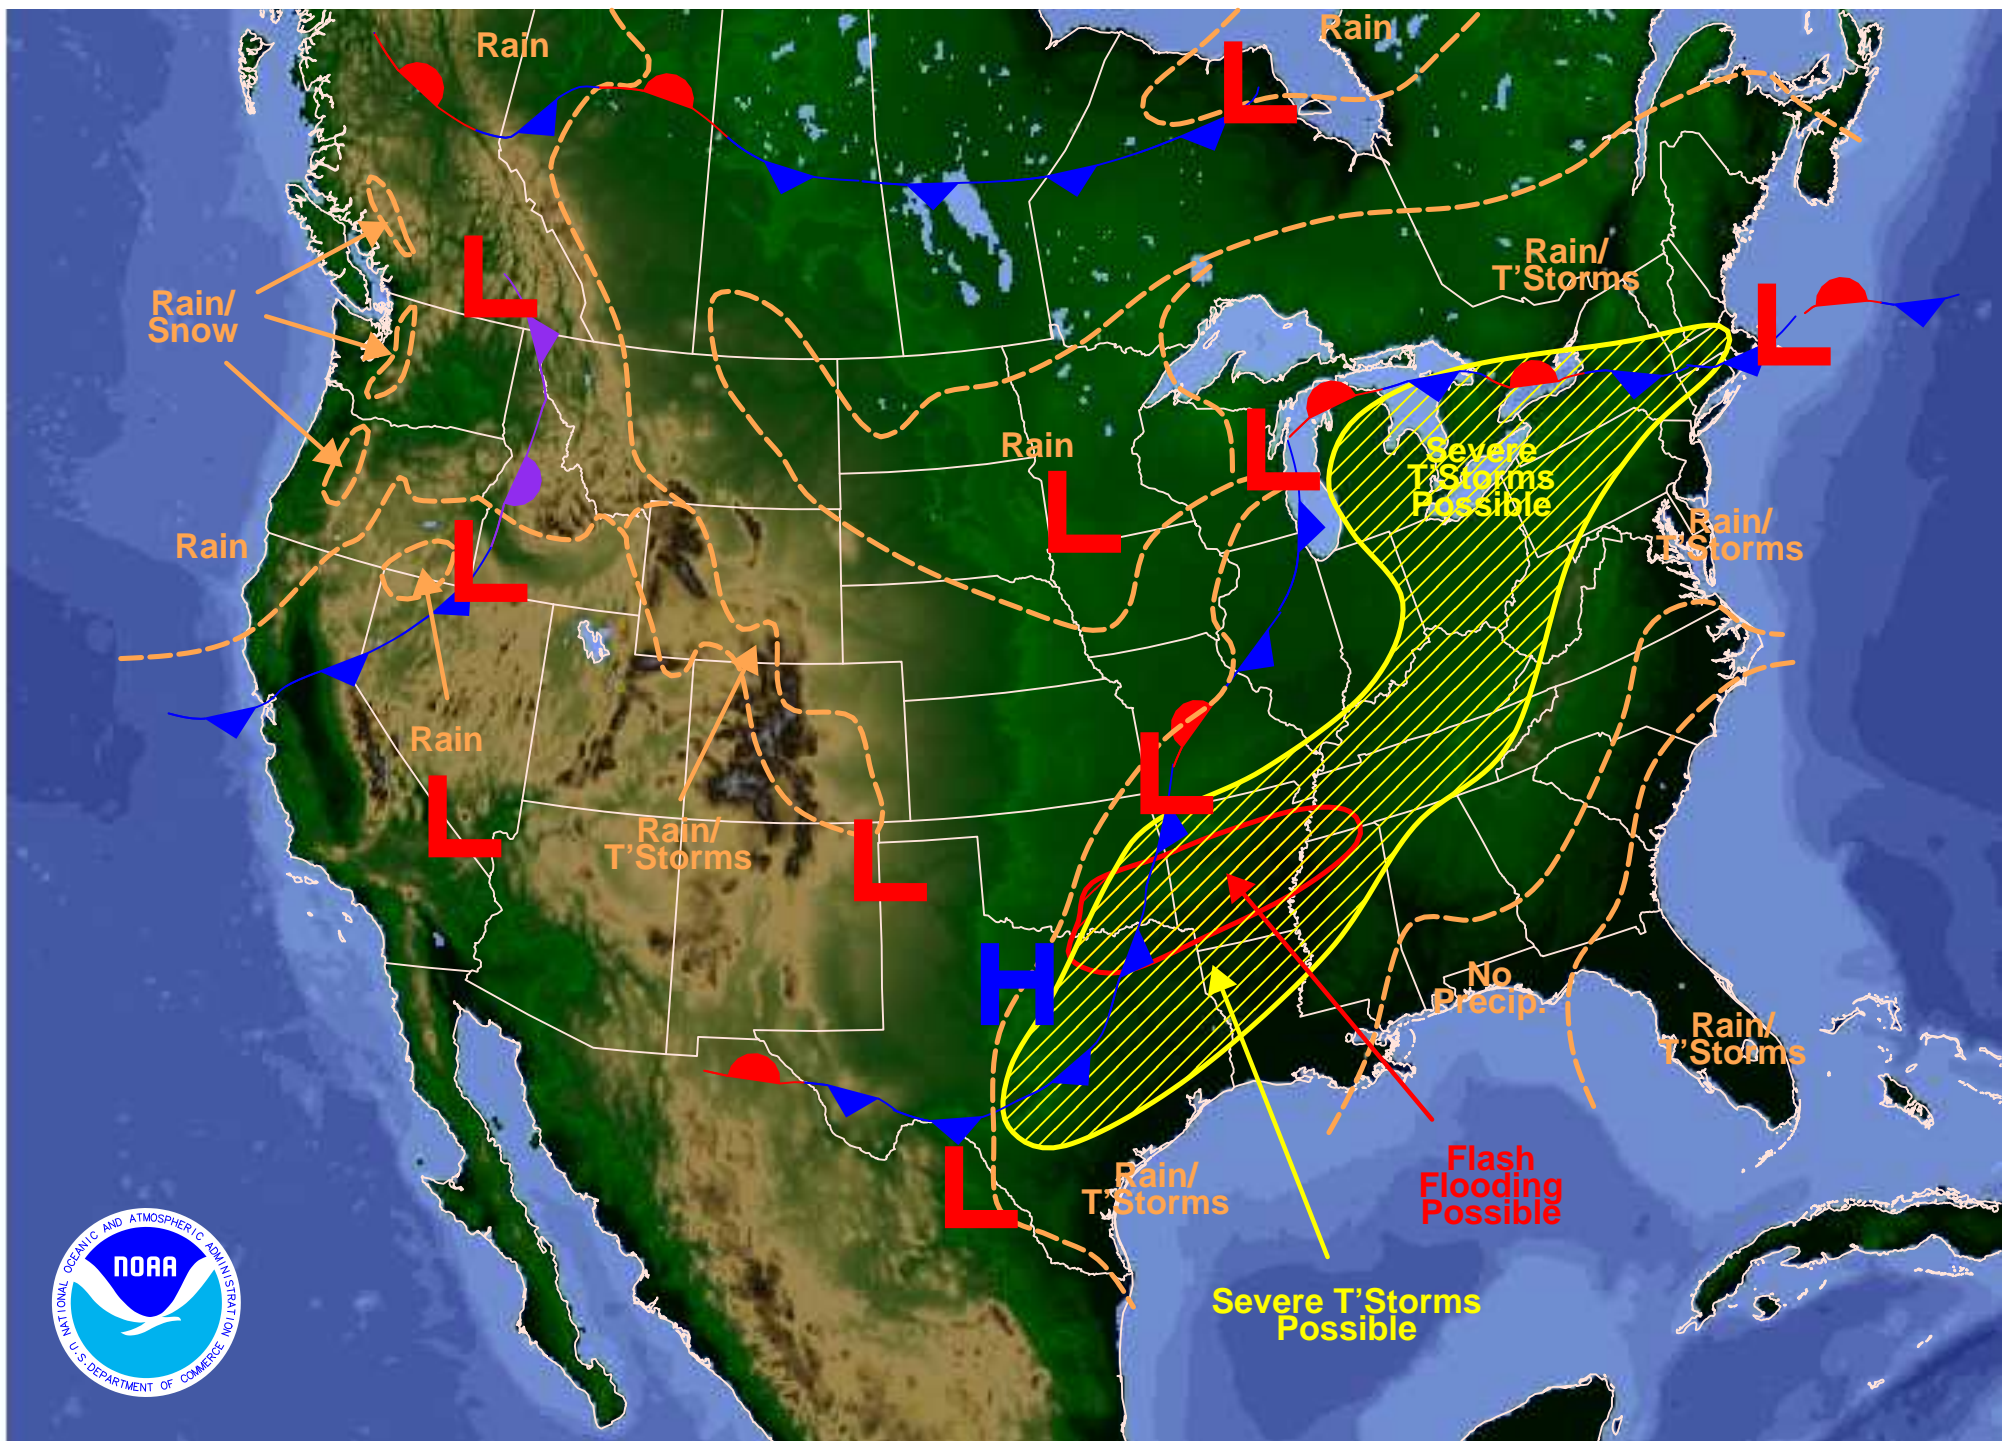 Rain
L
Rain
L
Rain/
Snow
Rain/
T'Storms
L
Rain
L
L
Severe
T'Storms
Possible
Rain
L
Rain/
T'Storms
L
Rain
L
L
Rain/
T'Storms
L
H
No
Precip.
Rain/
T'Storms
L
Rain/
T'Storms
Flash
Flooding
Possible
Severe T'Storms
Possible
NATIONAL OCEANIC AND ATMOSPHERIC ADMINISTRATION
NOAA
U.S. DEPARTMENT OF COMMERCE